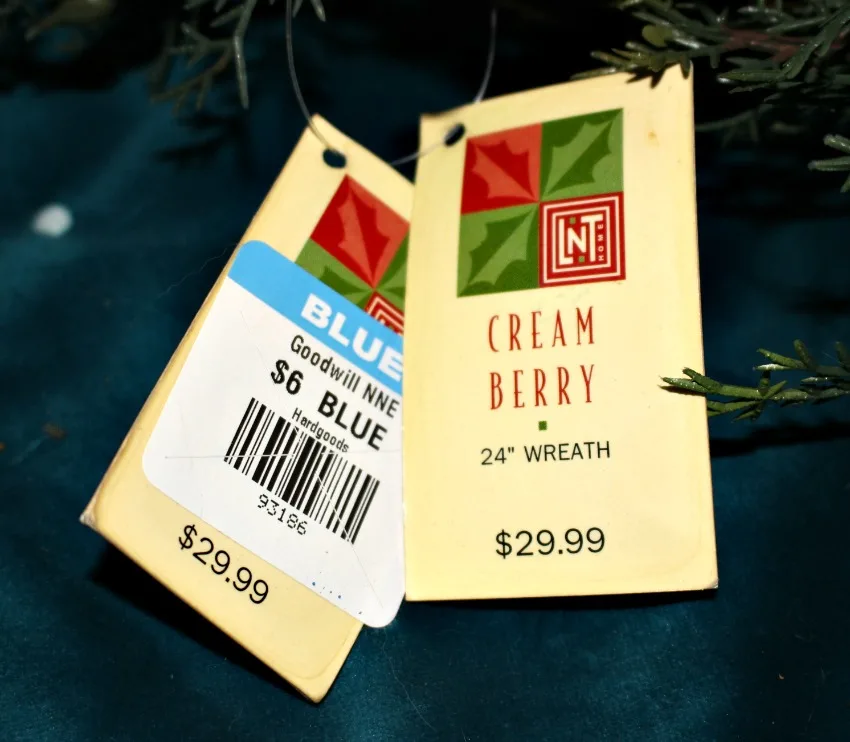 BLUE
Goodwill NNE
$6 BLUE
Hardgoods
93186
$29.99
LNT
CREAM
BERRY
24" WREATH
$29.99